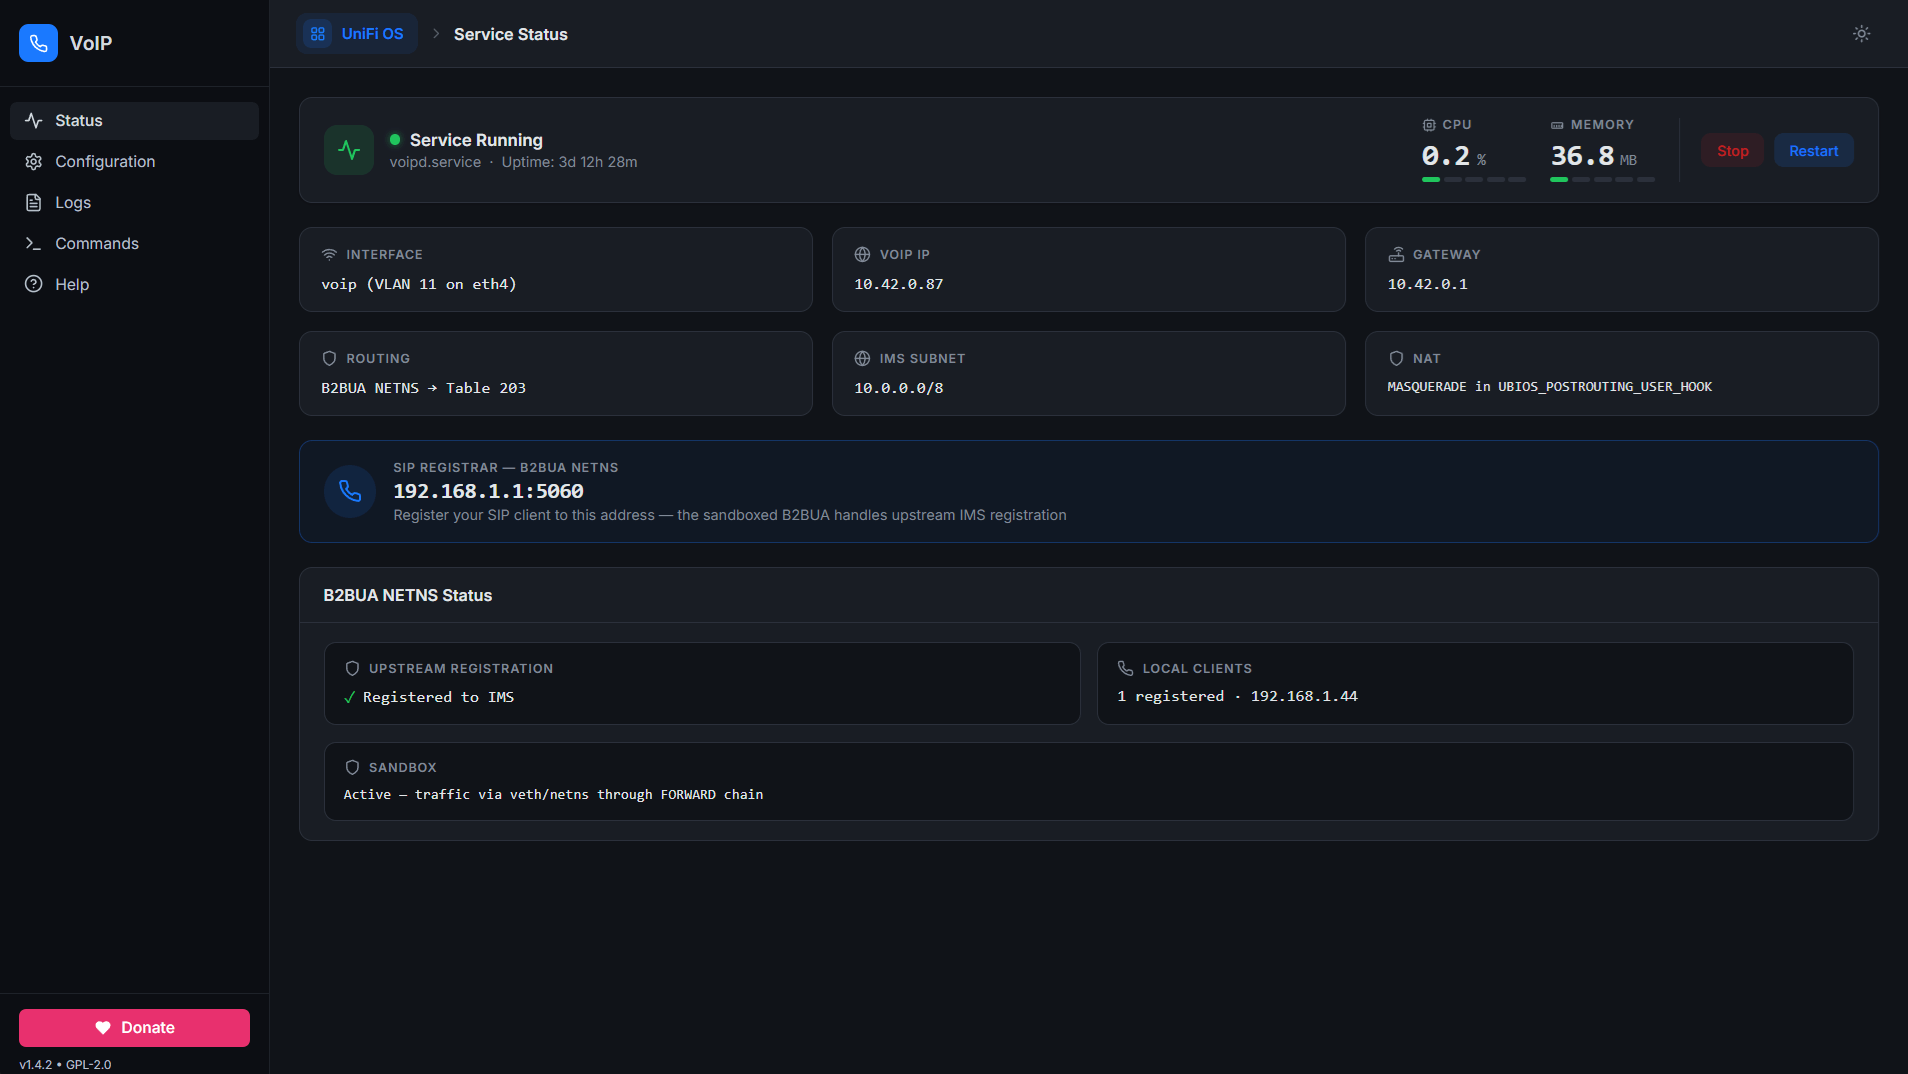 VoIP
Status
Configuration
Logs
Commands
Help
Donate
v1.4.2 • GPL-2.0
UniFi OS
Service Status
Service Running
voipd.service · Uptime: 3d 12h 28m
CPU
0.2 %
MEMORY
36.8 MB
Stop
Restart
INTERFACE
voip (VLAN 11 on eth4)
VOIP IP
10.42.0.87
GATEWAY
10.42.0.1
ROUTING
B2BUA NETNS → Table 203
IMS SUBNET
10.0.0.0/8
NAT
MASQUERADE in UBIOS_POSTROUTING_USER_HOOK
SIP REGISTRAR — B2BUA NETNS
192.168.1.1:5060
Register your SIP client to this address — the sandboxed B2BUA handles upstream IMS registration
B2BUA NETNS Status
UPSTREAM REGISTRATION
✓ Registered to IMS
LOCAL CLIENTS
1 registered · 192.168.1.44
SANDBOX
Active — traffic via veth/netns through FORWARD chain